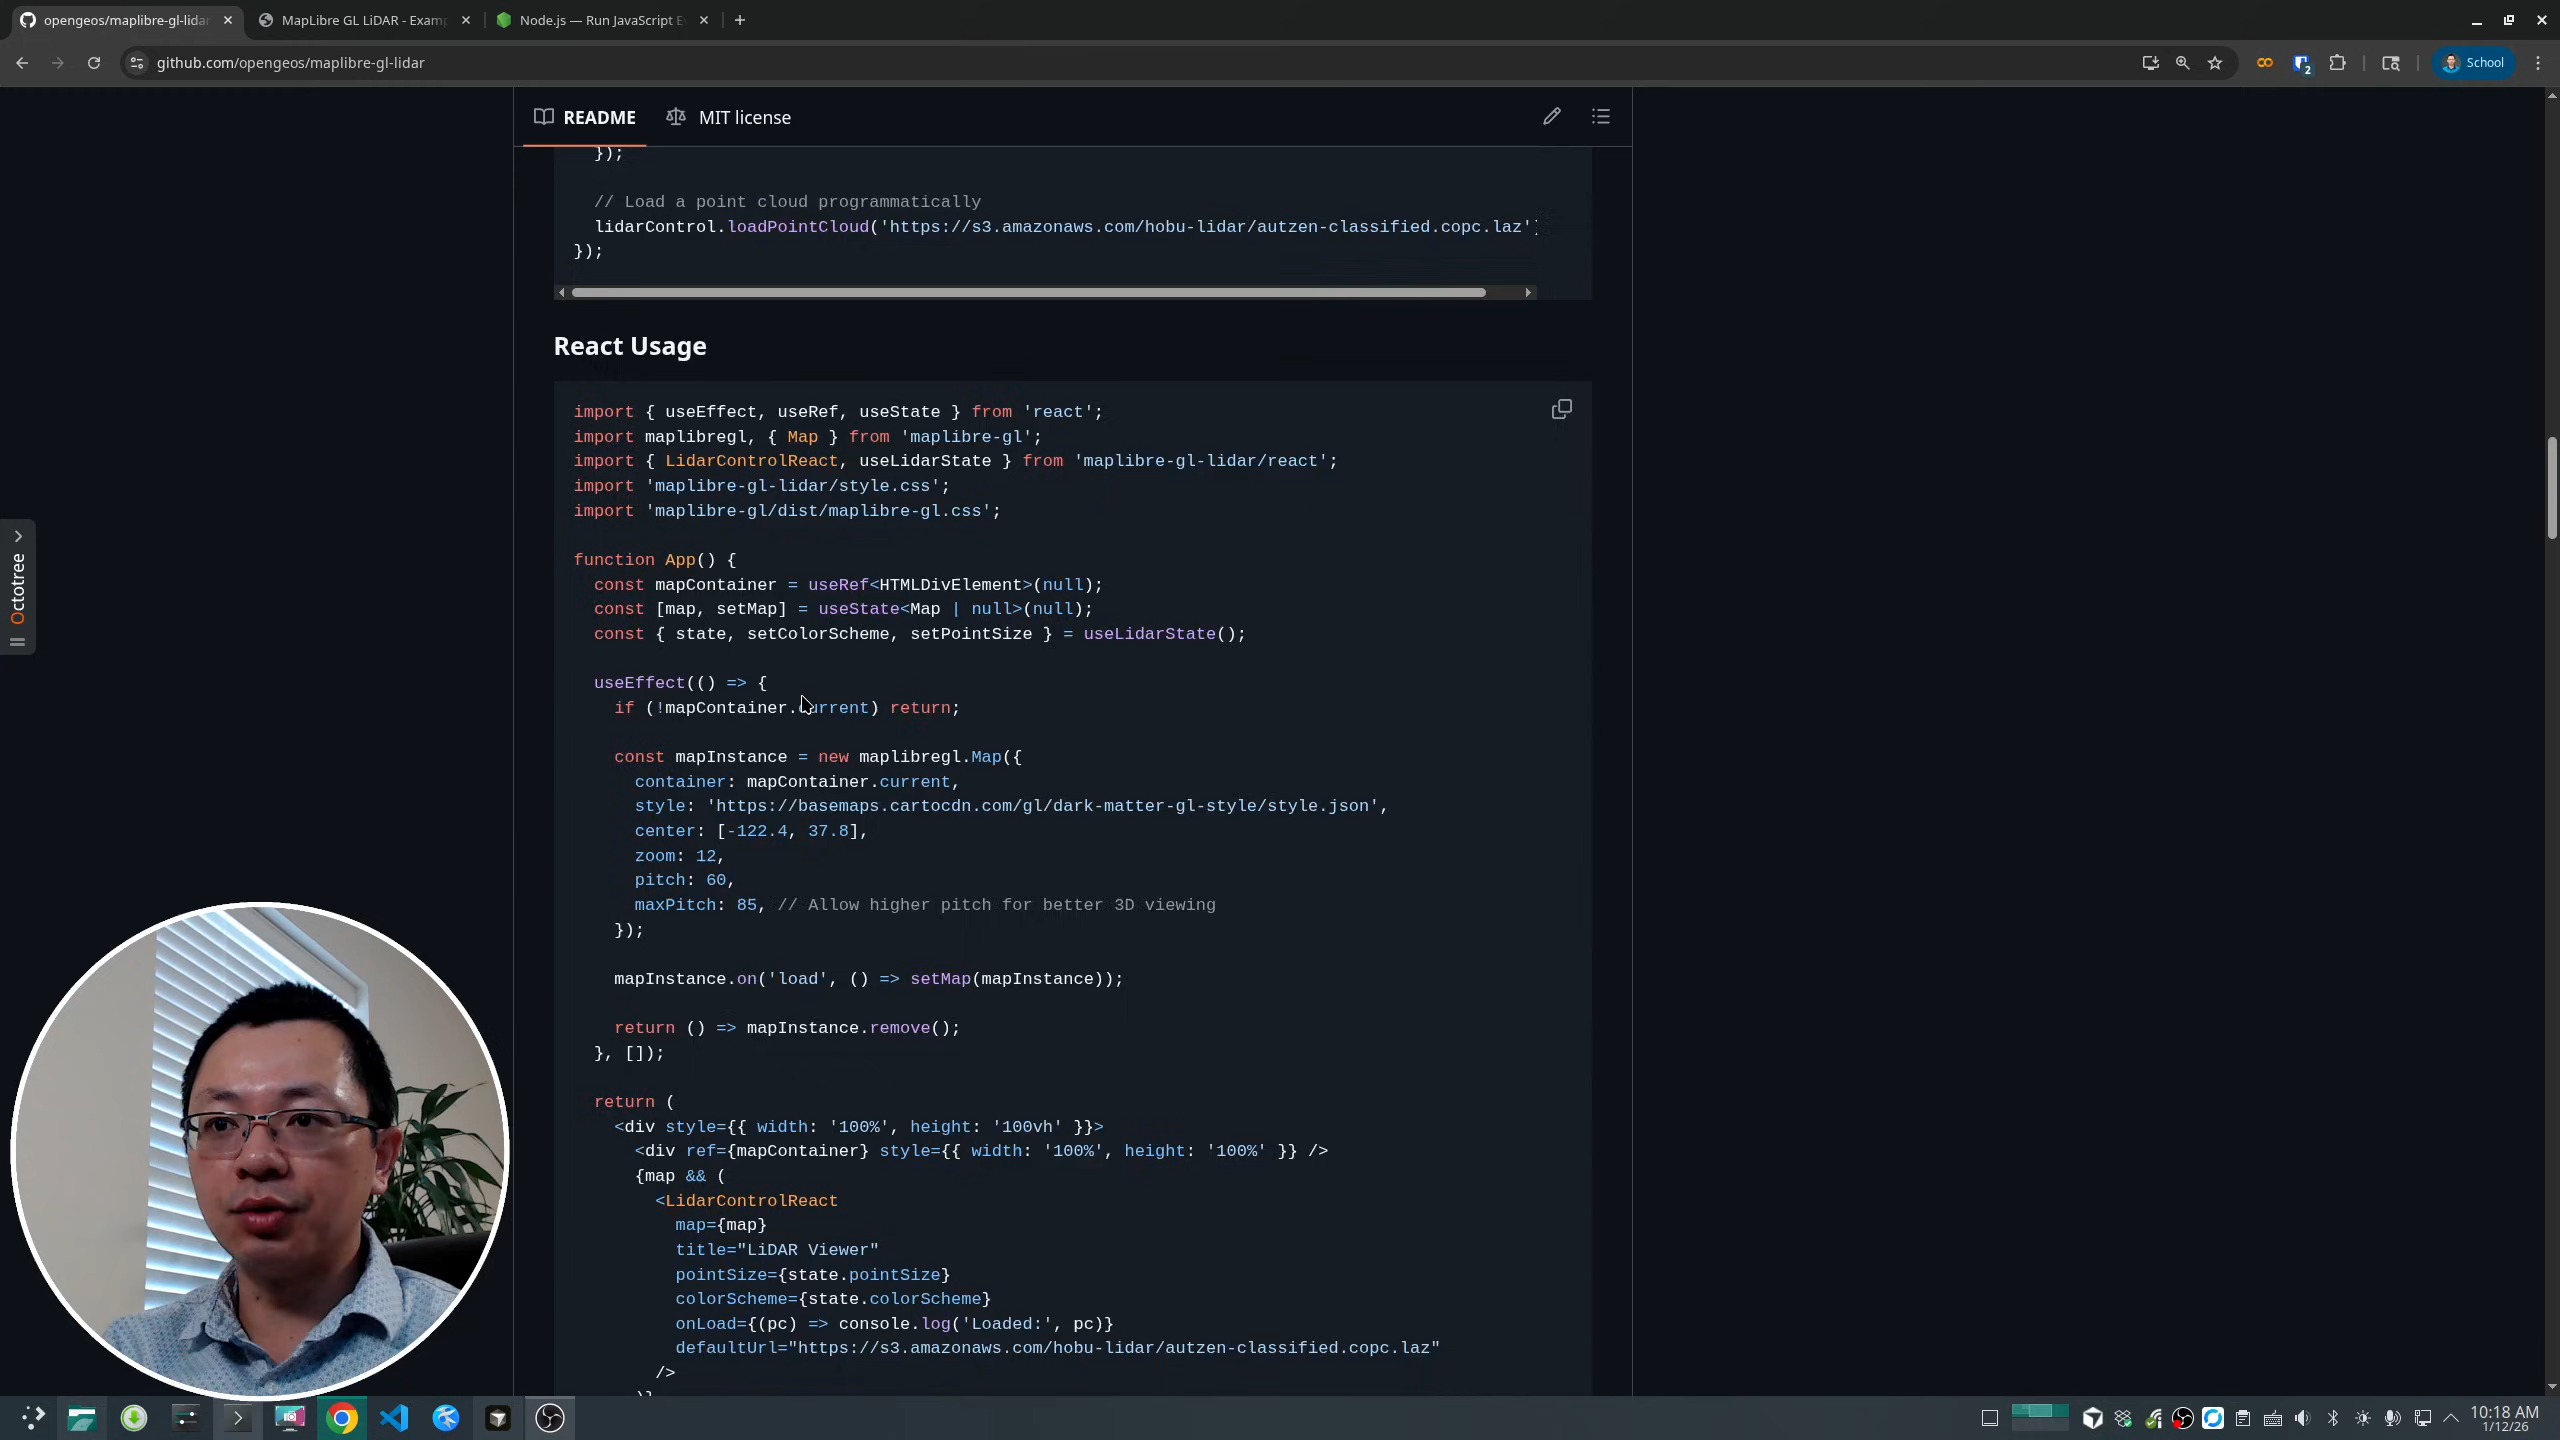 opengeos/maplibre-gl-lidar
MapLibre GL LiDAR - Examp
Node.js — Run JavaScript E
github.com/opengeos/maplibre-gl-lidar
2
School
README
MIT license
});
// Load a point cloud programmatically
lidarControl.loadPointCloud('https://s3.amazonaws.com/hobu-lidar/autzen-classified.copc.laz')
});
React Usage
import { useEffect, useRef, useState } from 'react';
import maplibregl, { Map } from 'maplibre-gl';
import { LidarControlReact, useLidarState } from 'maplibre-gl-lidar/react';
import 'maplibre-gl-lidar/style.css';
import 'maplibre-gl/dist/maplibre-gl.css';
function App() {
const mapContainer = useRef<HTMLDivElement>(null);
const [map, setMap] = useState<Map | null>(null);
const { state, setColorScheme, setPointSize } = useLidarState();
useEffect(() => {
if (!mapContainer.current) return;
const mapInstance = new maplibregl.Map({
container: mapContainer.current,
style: 'https://basemaps.cartocdn.com/gl/dark-matter-gl-style/style.json',
center: [-122.4, 37.8],
zoom: 12,
pitch: 60,
maxPitch: 85, // Allow higher pitch for better 3D viewing
});
mapInstance.on('load', () => setMap(mapInstance));
return () => mapInstance.remove();
}, []);
return (
<div style={{ width: '100%', height: '100vh' }}>
<div ref={mapContainer} style={{ width: '100%', height: '100%' }} />
{map && (
<LidarControlReact
map={map}
title="LiDAR Viewer"
pointSize={state.pointSize}
colorScheme={state.colorScheme}
onLoad={(pc) => console.log('Loaded:', pc)}
defaultUrl="https://s3.amazonaws.com/hobu-lidar/autzen-classified.copc.laz"
/>
)}
Octotree
10:18 AM
1/12/26